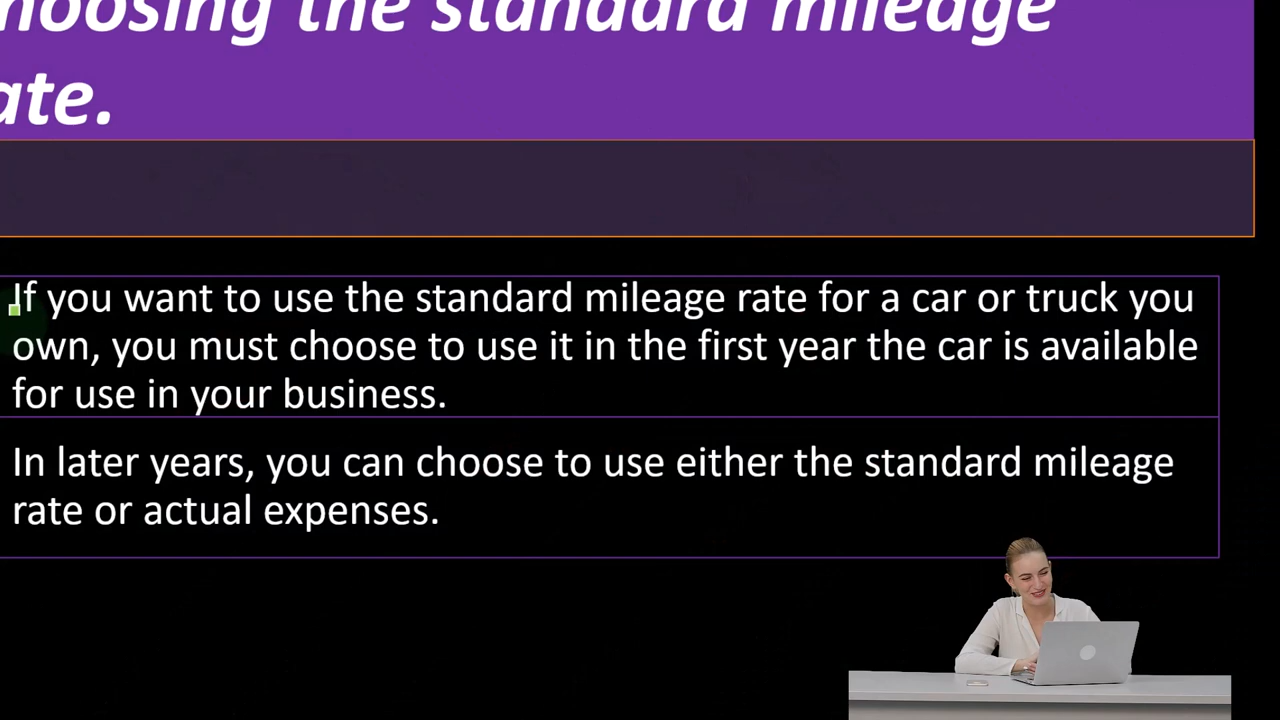 hoosing the standard mileage
ate.
If you want to use the standard mileage rate for a car or truck you
own, you must choose to use it in the first year the car is available
for use in your business.
In later years, you can choose to use either the standard mileage
rate or actual expenses.